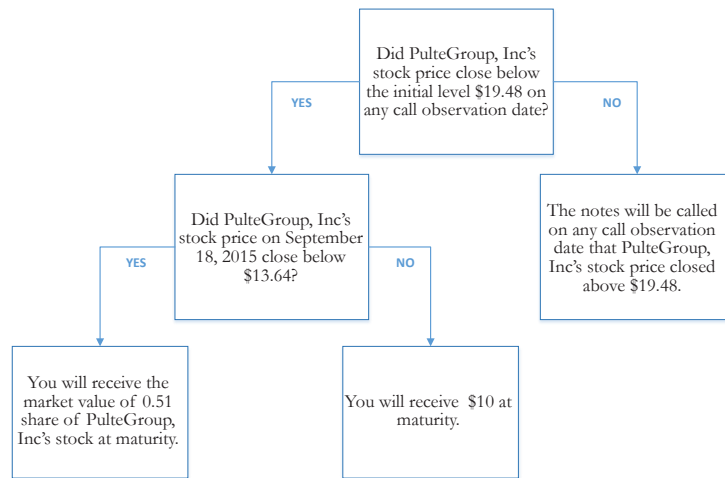 Did PulteGroup, Inc's
stock price close below
the initial level $19.48 on
any call observation date?
YES
NO
Did PulteGroup, Inc's
stock price on September
18, 2015 close below
$13.64?
The notes will be called
on any call observation
date that PulteGroup,
Inc's stock price closed
above $19.48.
YES
NO
You will receive the
market value of 0.51
share of PulteGroup,
Inc's stock at maturity.
You will receive $10 at
maturity.